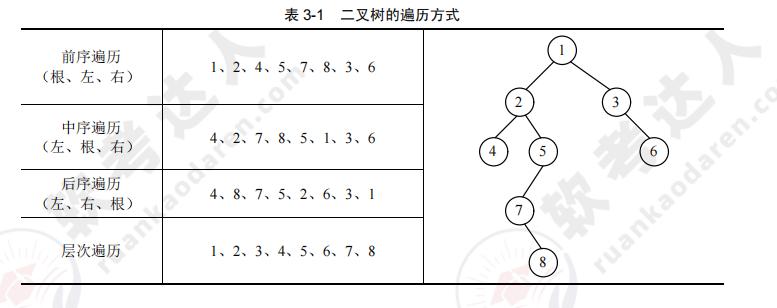 表 3-1 二叉树的遍历方式
前序遍历
（根、左、右）
1、2、4、5、7、8、3、6
中序遍历
（左、根、右）
4、2、7、8、5、1、3、6
后序遍历
（左、右、根）
4、8、7、5、2、6、3、1
层次遍历
1、2、3、4、5、6、7、8
1
2
3
4
5
6
7
8
软考达人
ruankaodaren.com
软考达人
ruankaodaren.com